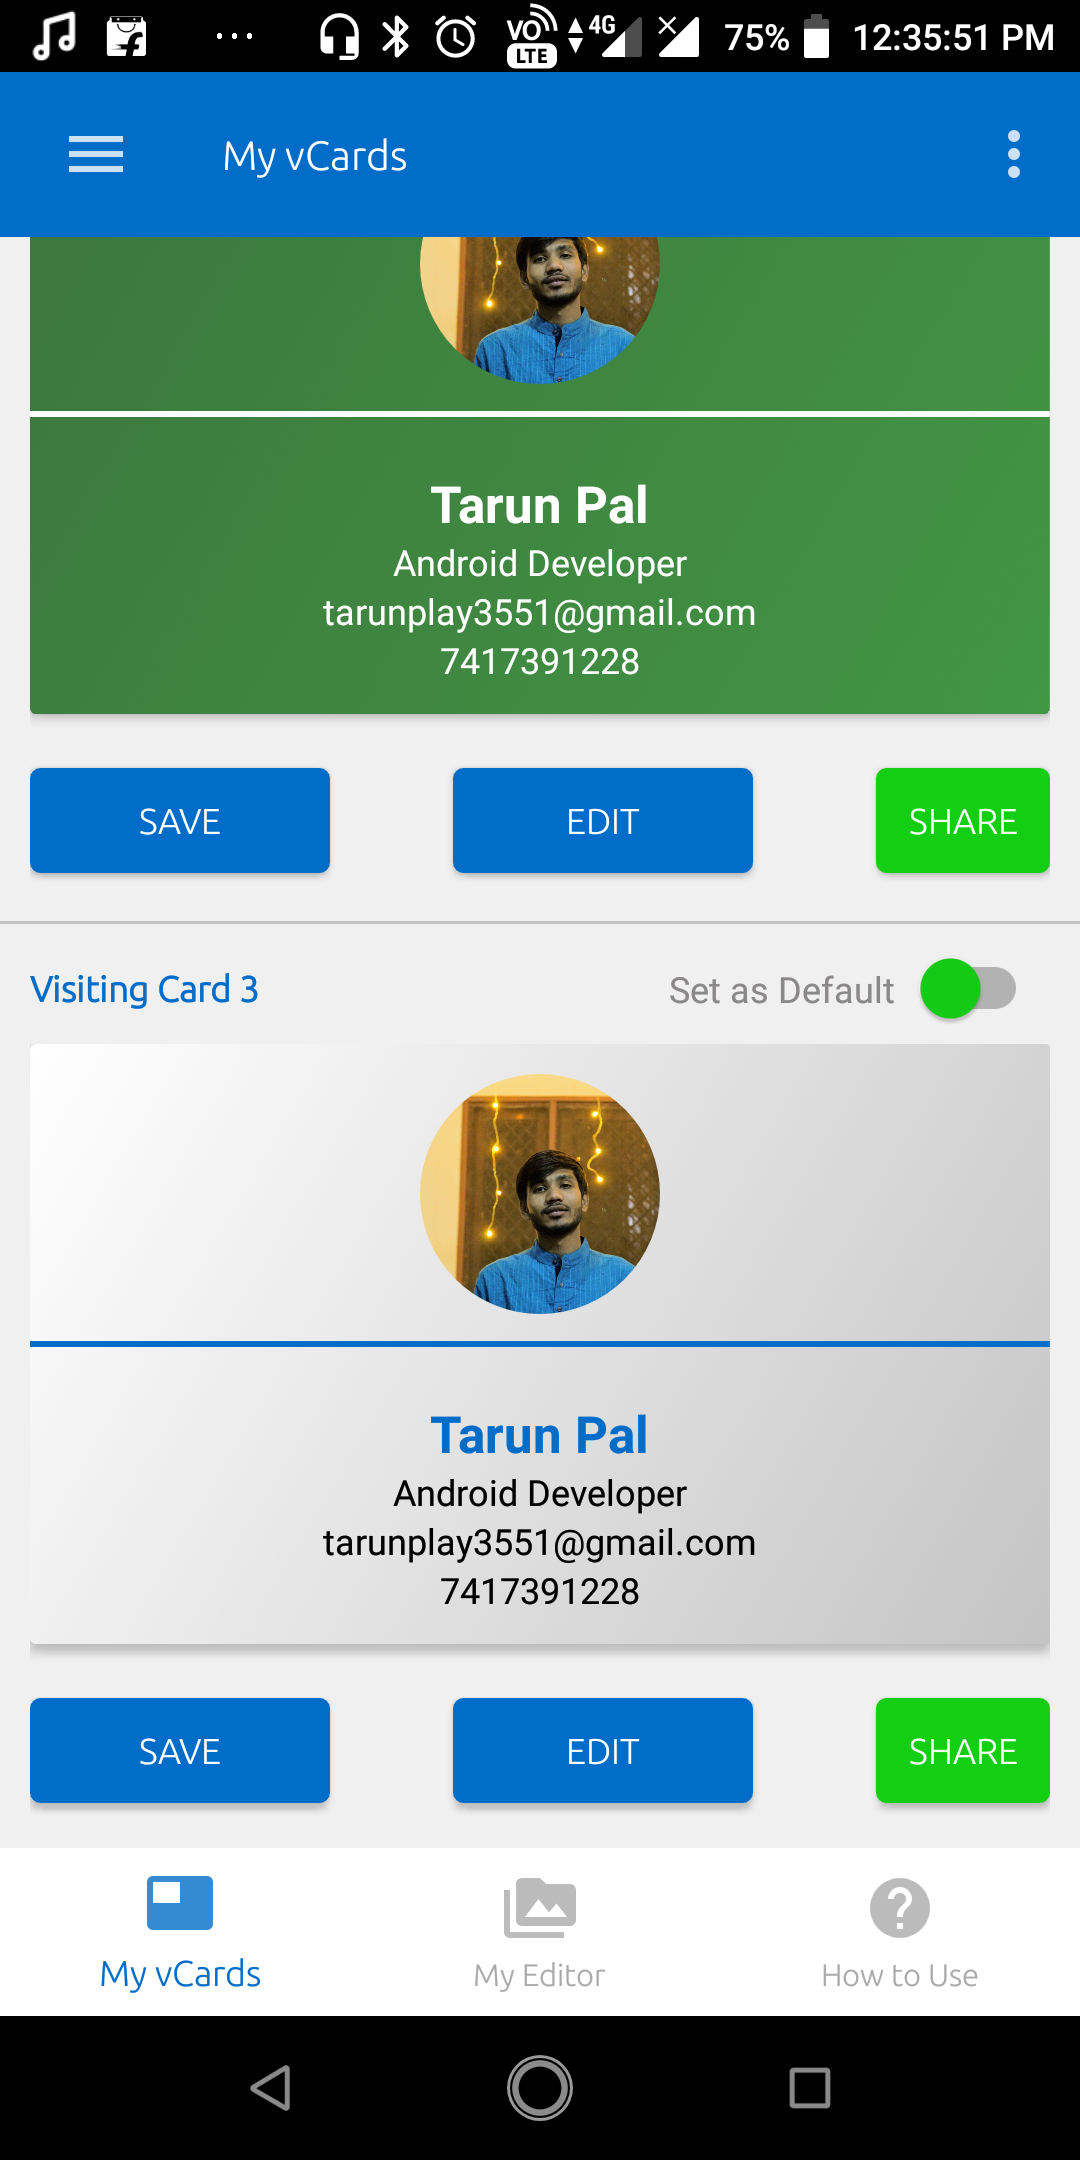 VO LTE 4G 75% 12:35:51 PM
My vCards
Tarun Pal
Android Developer
tarunplay3551@gmail.com
7417391228
SAVE EDIT SHARE
Visiting Card 3 Set as Default
Tarun Pal
Android Developer
tarunplay3551@gmail.com
7417391228
SAVE EDIT SHARE
My vCards My Editor How to Use